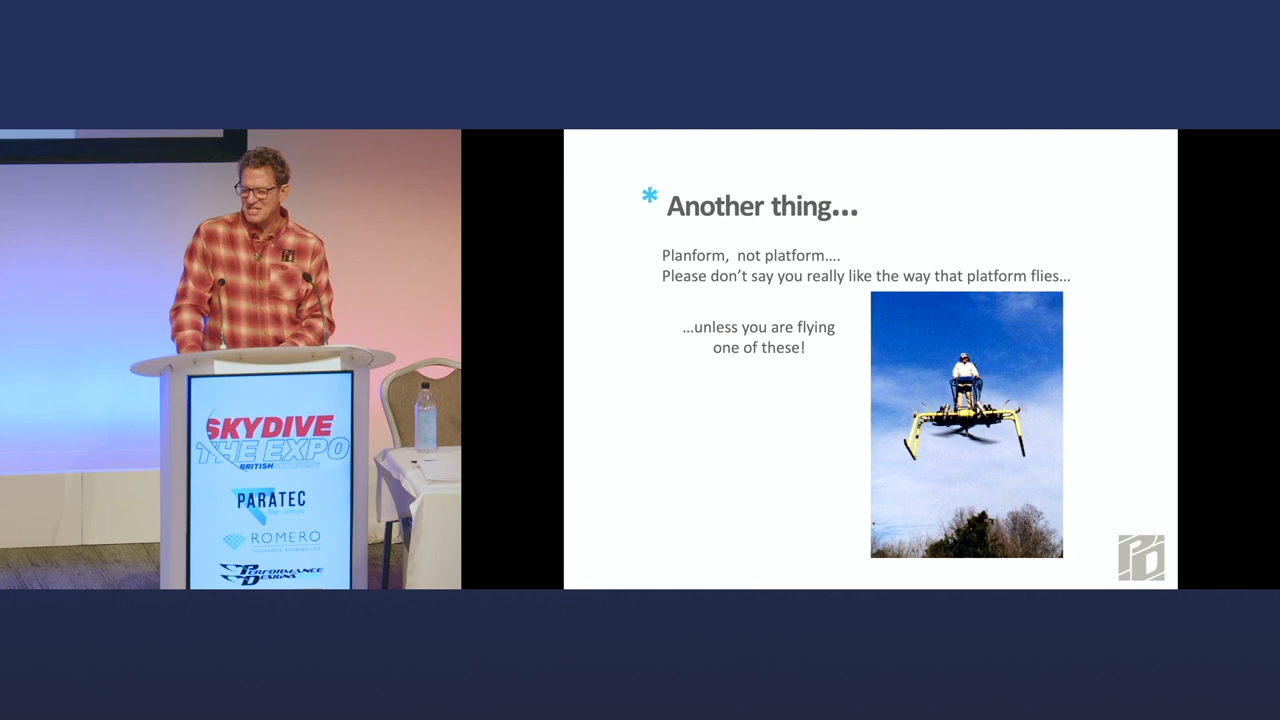 SKYDIVE
THE EXPO
BRITISH
PARATEC
ROMERO
PERFORMANCE
DESIGNS
* Another thing...
Planform,  not platform....
Please don't say you really like the way that platform flies...
...unless you are flying
one of these!
PD